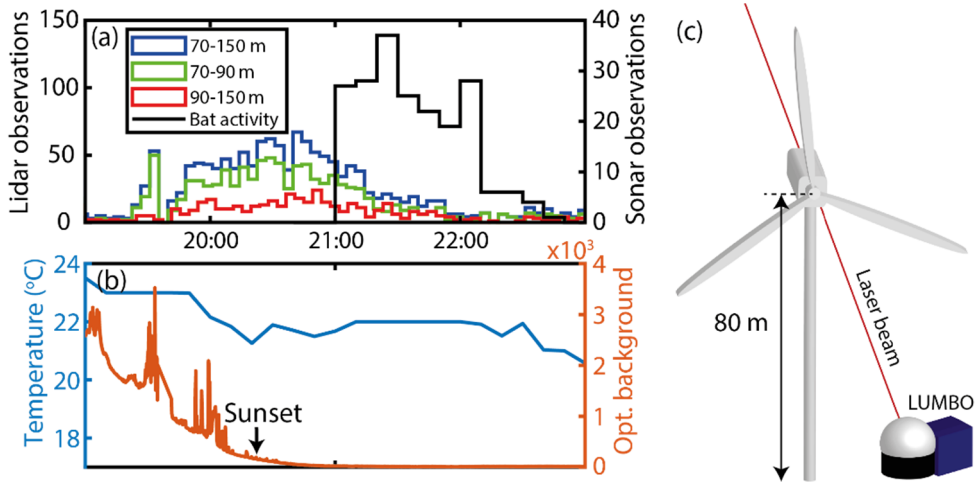 150
100
50
0
Lidar observations
(a)
70-150 m
70-90 m
90-150 m
Bat activity
40
30
20
10
0
Sonar observations
20:00
21:00
22:00
x10³
24
22
20
18
Temperature (ºC)
(b)
Sunset
4
3
2
1
0
Opt. background
(c)
80 m
Laser beam
LUMBO